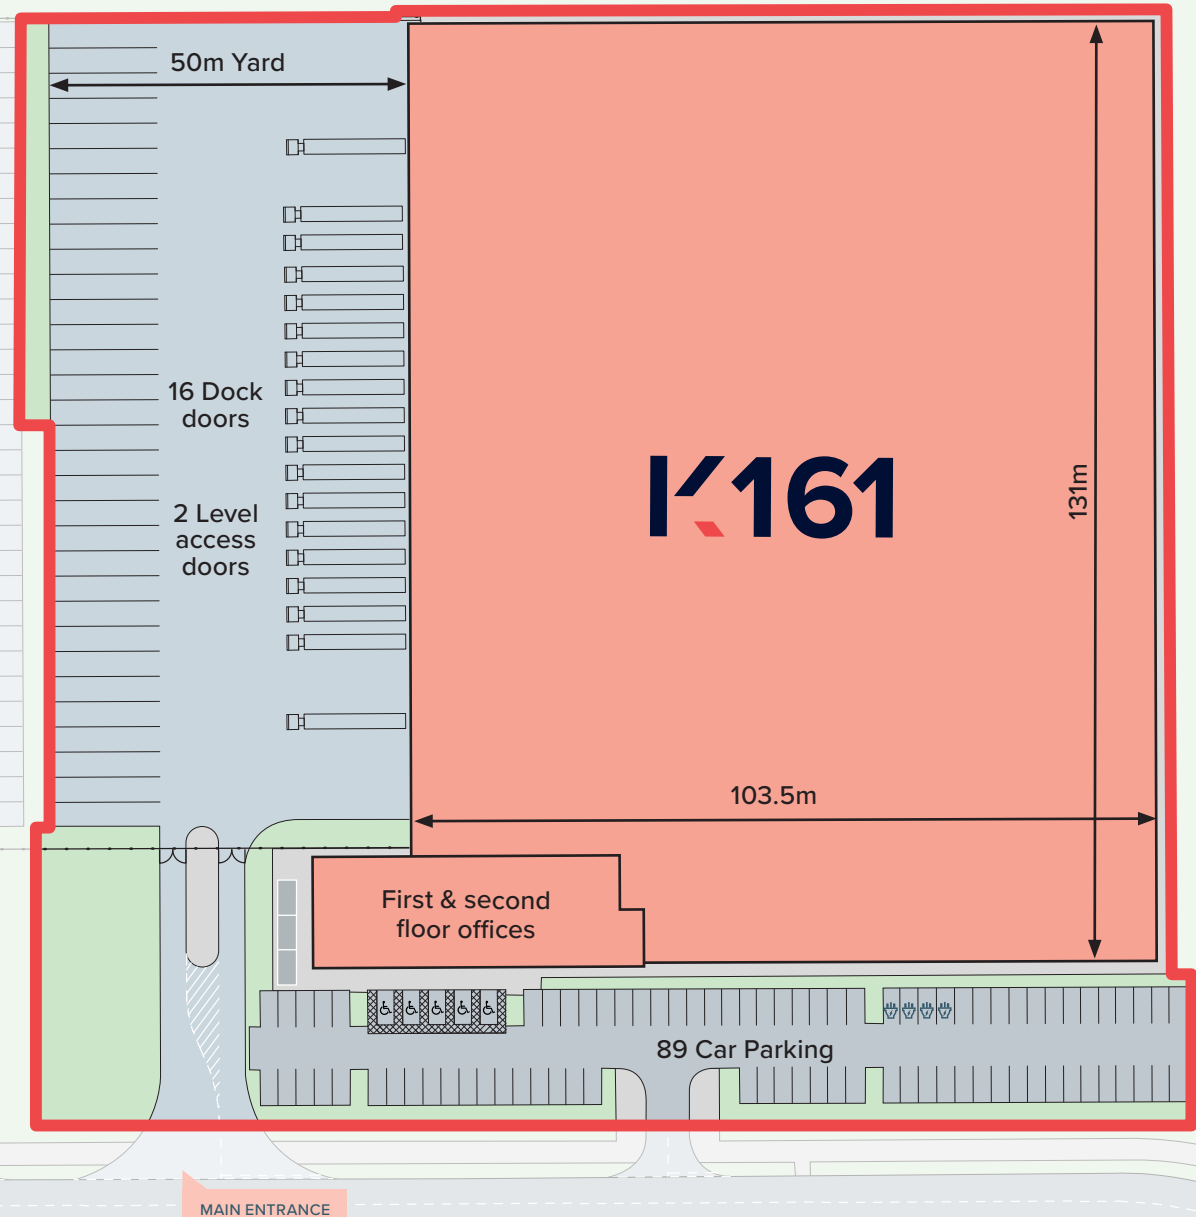 50m Yard
16 Dock
doors
2 Level
access
doors
K161
131m
103.5m
First & second
floor offices
89 Car Parking
MAIN ENTRANCE